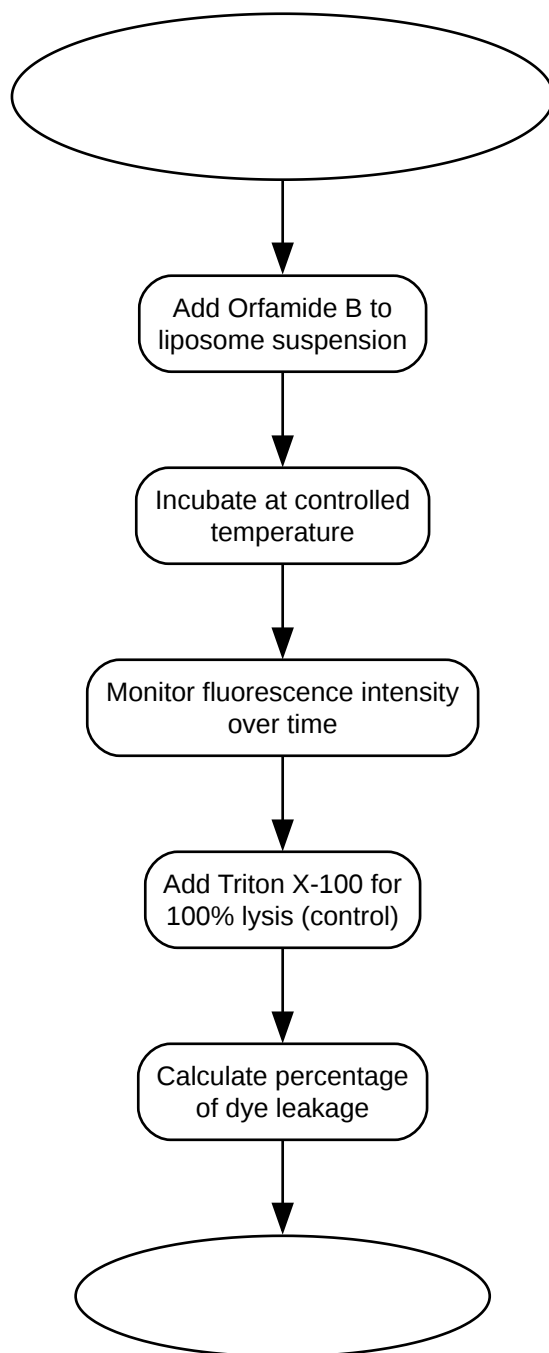 Add Orfamide B to
liposome suspension
Incubate at controlled
temperature
Monitor fluorescence intensity
over time
Add Triton X-100 for
100% lysis (control)
Calculate percentage
of dye leakage